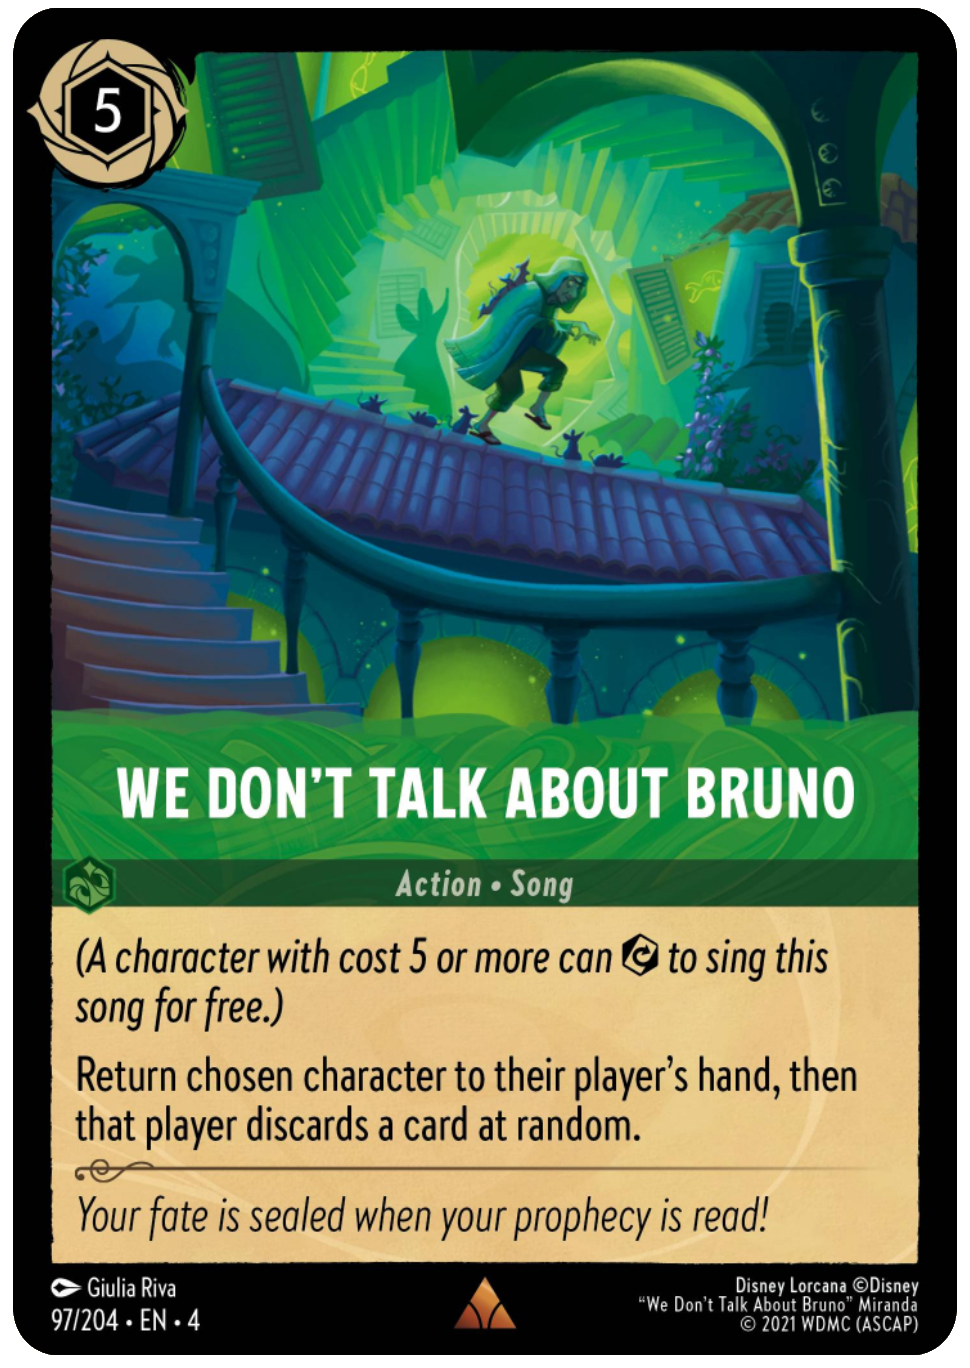 5
WE DON'T TALK ABOUT BRUNO
Action • Song
(A character with cost 5 or more can to sing this
song for free.)
Return chosen character to their player's hand, then
that player discards a card at random.
Your fate is sealed when your prophecy is read!
Giulia Riva
97/204 • EN • 4
Disney Lorcana ©Disney
"We Don't Talk About Bruno" Miranda
© 2021 WDMC (ASCAP)